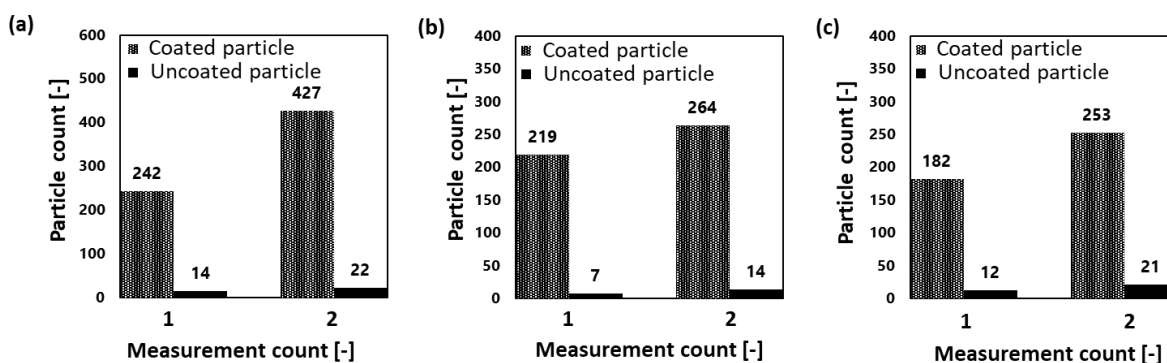 (a)
Particle count [-]
600
500
400
300
200
100
0
Coated particle
Uncoated particle
242
14
427
22
1
2
Measurement count [-]
(b)
Particle count [-]
400
350
300
250
200
150
100
50
0
Coated particle
Uncoated particle
219
7
264
14
1
2
Measurement count [-]
(c)
Particle count [-]
400
350
300
250
200
150
100
50
0
Coated particle
Uncoated particle
182
12
253
21
1
2
Measurement count [-]